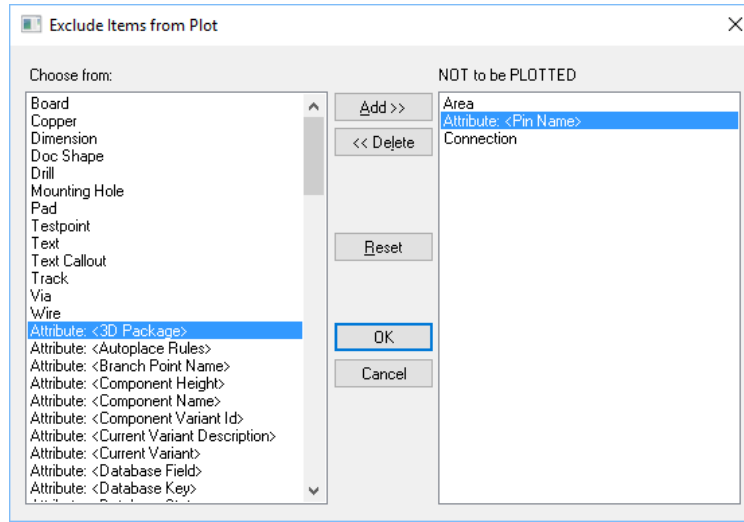 Exclude Items from Plot
Choose from:
Board
Copper
Dimension
Doc Shape
Drill
Mounting Hole
Pad
Testpoint
Text
Text Callout
Track
Via
Wire
Attribute: <3D Package>
Attribute: <Autoplace Rules>
Attribute: <Branch Point Name>
Attribute: <Component Height>
Attribute: <Component Name>
Attribute: <Component Variant Id>
Attribute: <Current Variant Description>
Attribute: <Current Variant>
Attribute: <Database Field>
Attribute: <Database Key>
Add >>
<< Delete
Reset
OK
Cancel
NOT to be PLOTTED
Area
Attribute: <Pin Name>
Connection